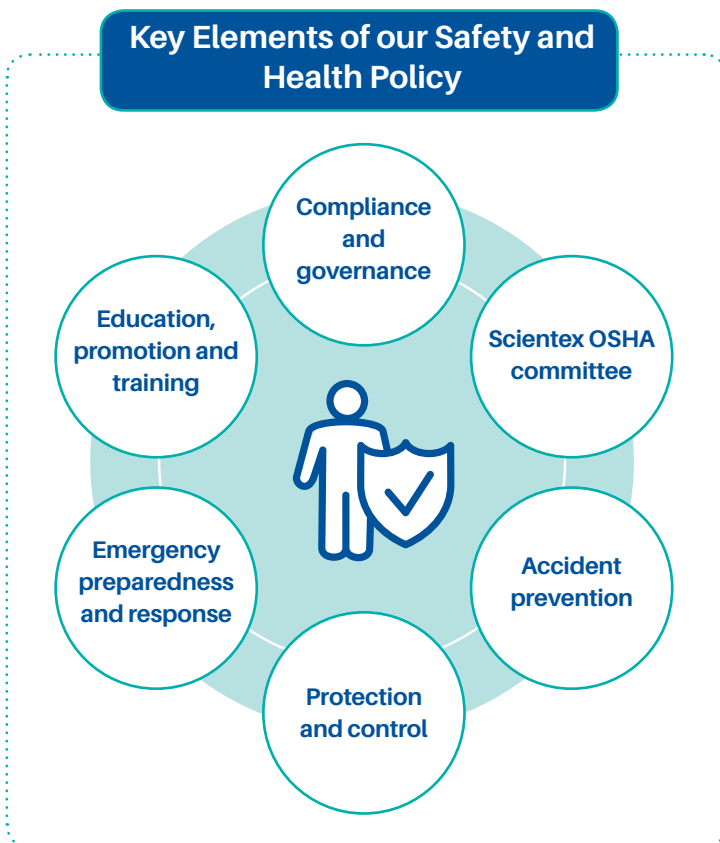 Key Elements of our Safety and
Health Policy
Compliance
and
governance
Scientex OSHA
committee
Accident
prevention
Protection
and control
Emergency
preparedness
and response
Education,
promotion and
training